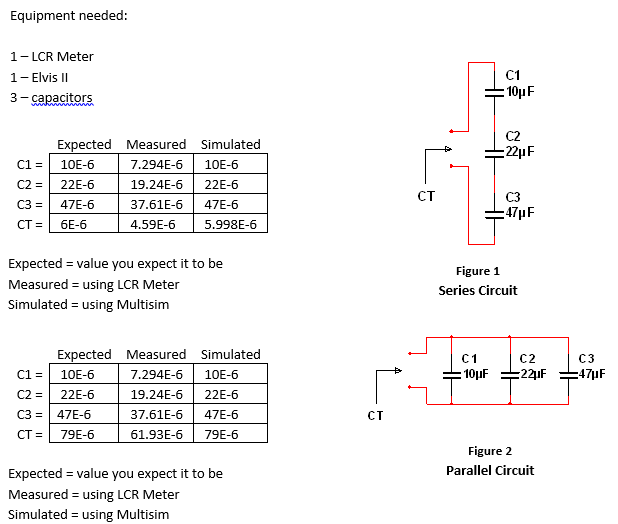 Equipment needed:
1 – LCR Meter
1 – Elvis II
3 – capacitors
Expected Measured Simulated
C1 = 10E-6 7.294E-6 10E-6
C2 = 22E-6 19.24E-6 22E-6
C3 = 47E-6 37.61E-6 47E-6
CT = 6E-6 4.59E-6 5.998E-6
Expected = value you expect it to be
Measured = using LCR Meter
Simulated = using Multisim
C1
10µF
C2
22µF
C3
47µF
CT
Figure 1
Series Circuit
Expected Measured Simulated
C1 = 10E-6 7.294E-6 10E-6
C2 = 22E-6 19.24E-6 22E-6
C3 = 47E-6 37.61E-6 47E-6
CT = 79E-6 61.93E-6 79E-6
Expected = value you expect it to be
Measured = using LCR Meter
Simulated = using Multisim
C1 C2 C3
10µF 22µF 47µF
CT
Figure 2
Parallel Circuit